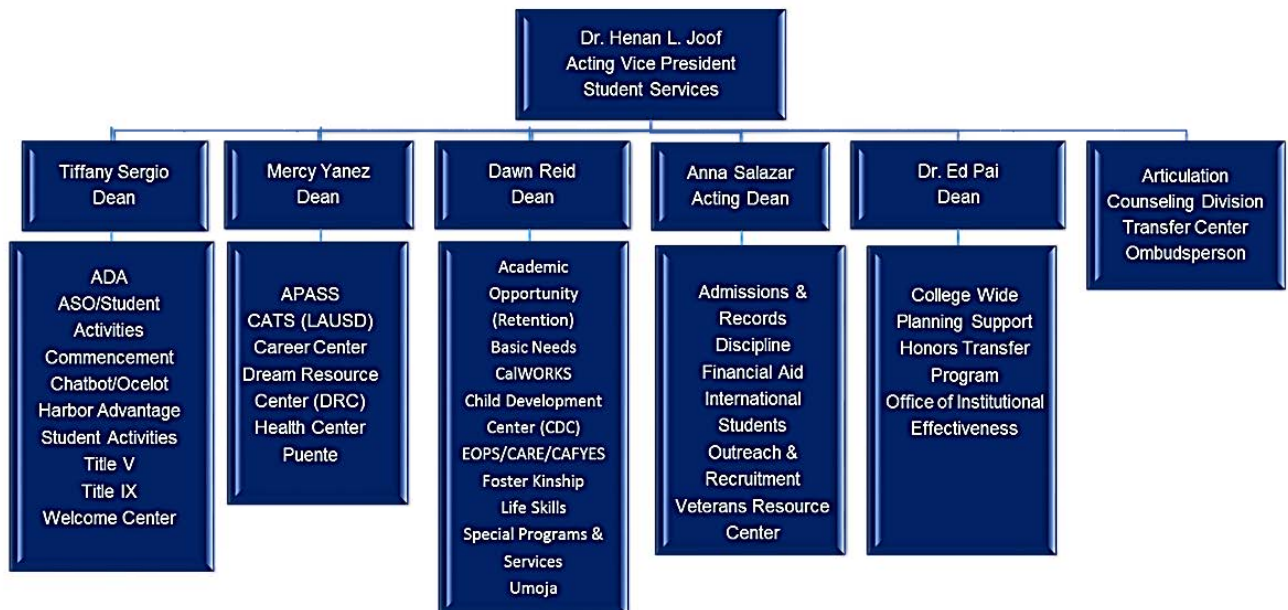 Dr. Henan L. Joof
Acting Vice President
Student Services
Tiffany Sergio
Dean
Mercy Yanez
Dean
Dawn Reid
Dean
Anna Salazar
Acting Dean
Dr. Ed Pai
Dean
Articulation
Counseling Division
Transfer Center
Ombudsperson
ADA
ASO/Student
Activities
Commencement
Chatbot/Ocelot
Harbor Advantage
Student Activities
Title V
Title IX
Welcome Center
APASS
CATS (LAUSD)
Career Center
Dream Resource
Center (DRC)
Health Center
Puente
Academic
Opportunity
(Retention)
Basic Needs
CalWORKS
Child Development
Center (CDC)
EOPS/CARE/CAFYES
Foster Kinship
Life Skills
Special Programs &
Services
Umoja
Admissions &
Records
Discipline
Financial Aid
International
Students
Outreach &
Recruitment
Veterans Resource
Center
College Wide
Planning Support
Honors Transfer
Program
Office of Institutional
Effectiveness